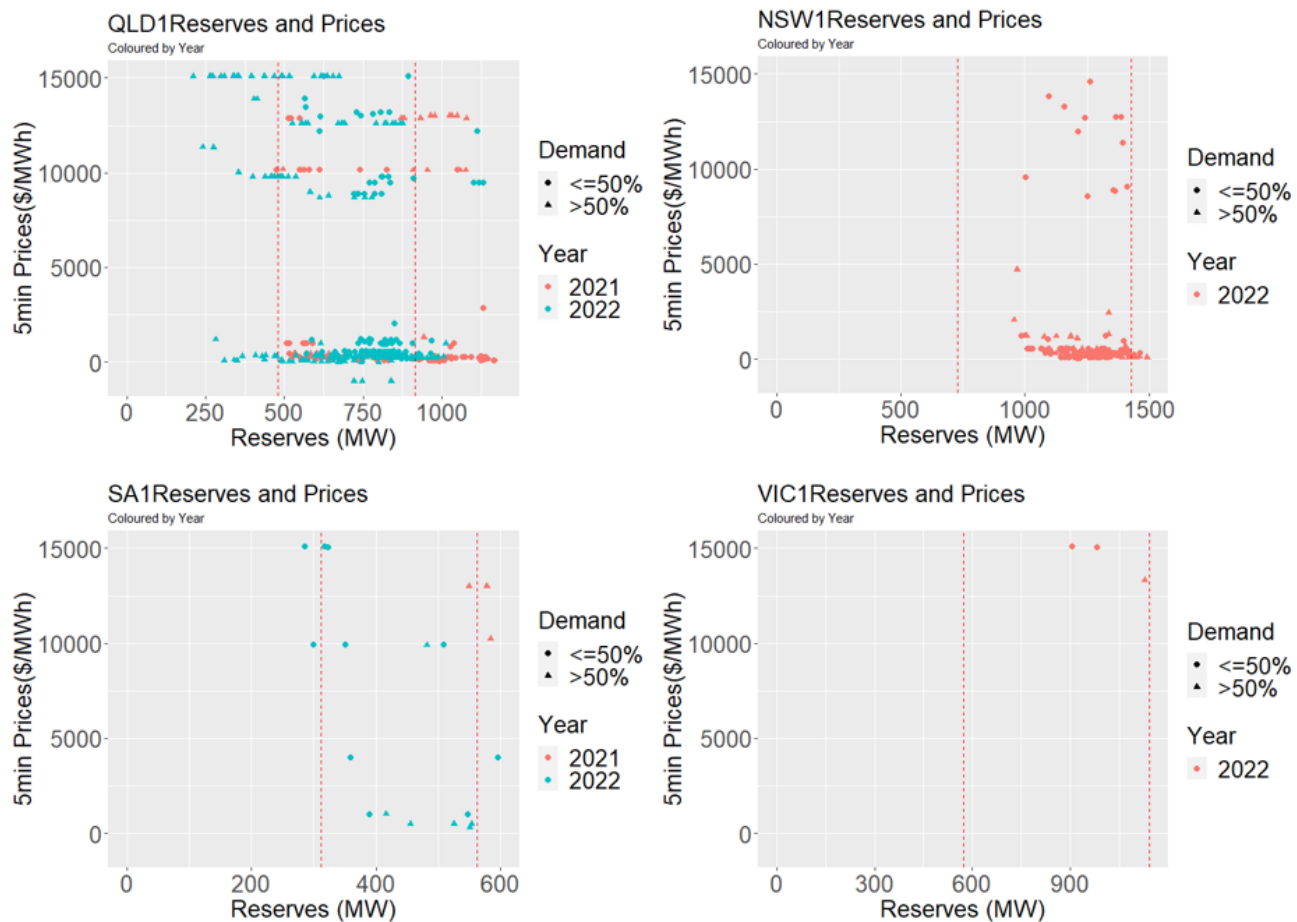 QLD1Reserves and Prices
Coloured by Year
15000
10000
5000
0
5min Prices($/MWh)
0 250 500 750 1000
Reserves (MW)
Demand
<=50%
>50%
Year
2021
2022
NSW1Reserves and Prices
Coloured by Year
15000
10000
5000
0
5min Prices($/MWh)
0 500 1000 1500
Reserves (MW)
Demand
<=50%
>50%
Year
2022
SA1Reserves and Prices
Coloured by Year
15000
10000
5000
0
5min Prices($/MWh)
0 200 400 600
Reserves (MW)
Demand
<=50%
>50%
Year
2021
2022
VIC1Reserves and Prices
Coloured by Year
15000
10000
5000
0
5min Prices($/MWh)
0 300 600 900
Reserves (MW)
Demand
<=50%
>50%
Year
2022